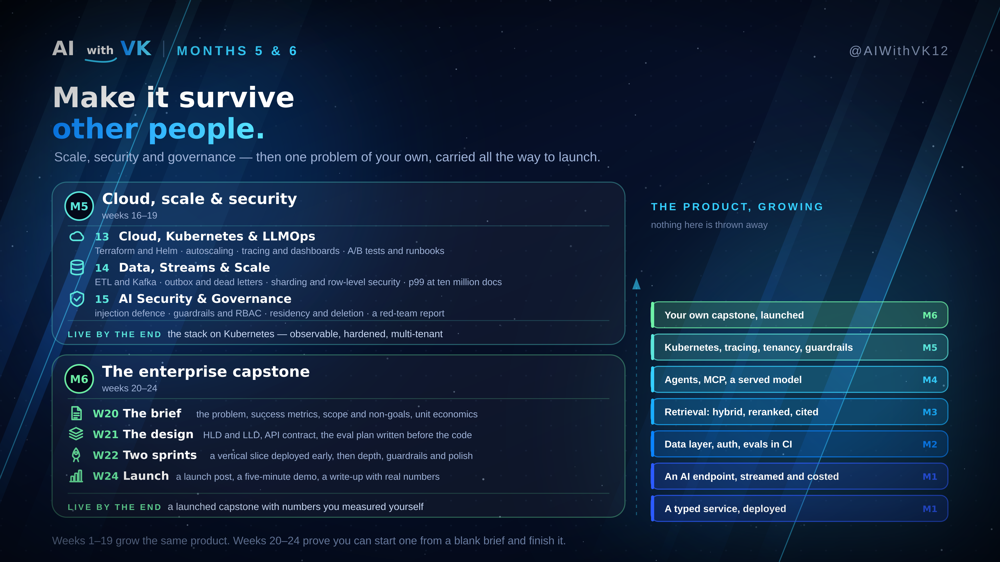 AI with VK | MONTHS 5 & 6
@AIWithVK12
Make it survive
other people.
Scale, security and governance — then one problem of your own, carried all the way to launch.
M5 Cloud, scale & security
weeks 16–19
13 Cloud, Kubernetes & LLMOps
Terraform and Helm · autoscaling · tracing and dashboards · A/B tests and runbooks
14 Data, Streams & Scale
ETL and Kafka · outbox and dead letters · sharding and row-level security · p99 at ten million docs
15 AI Security & Governance
injection defence · guardrails and RBAC · residency and deletion · a red-team report
LIVE BY THE END the stack on Kubernetes — observable, hardened, multi-tenant
M6 The enterprise capstone
weeks 20–24
W20 The brief the problem, success metrics, scope and non-goals, unit economics
W21 The design HLD and LLD, API contract, the eval plan written before the code
W22 Two sprints a vertical slice deployed early, then depth, guardrails and polish
W24 Launch a launch post, a five-minute demo, a write-up with real numbers
LIVE BY THE END a launched capstone with numbers you measured yourself
THE PRODUCT, GROWING
nothing here is thrown away
Your own capstone, launched M6
Kubernetes, tracing, tenancy, guardrails M5
Agents, MCP, a served model M4
Retrieval: hybrid, reranked, cited M3
Data layer, auth, evals in CI M2
An AI endpoint, streamed and costed M1
A typed service, deployed M1
Weeks 1–19 grow the same product. Weeks 20–24 prove you can start one from a blank brief and finish it.